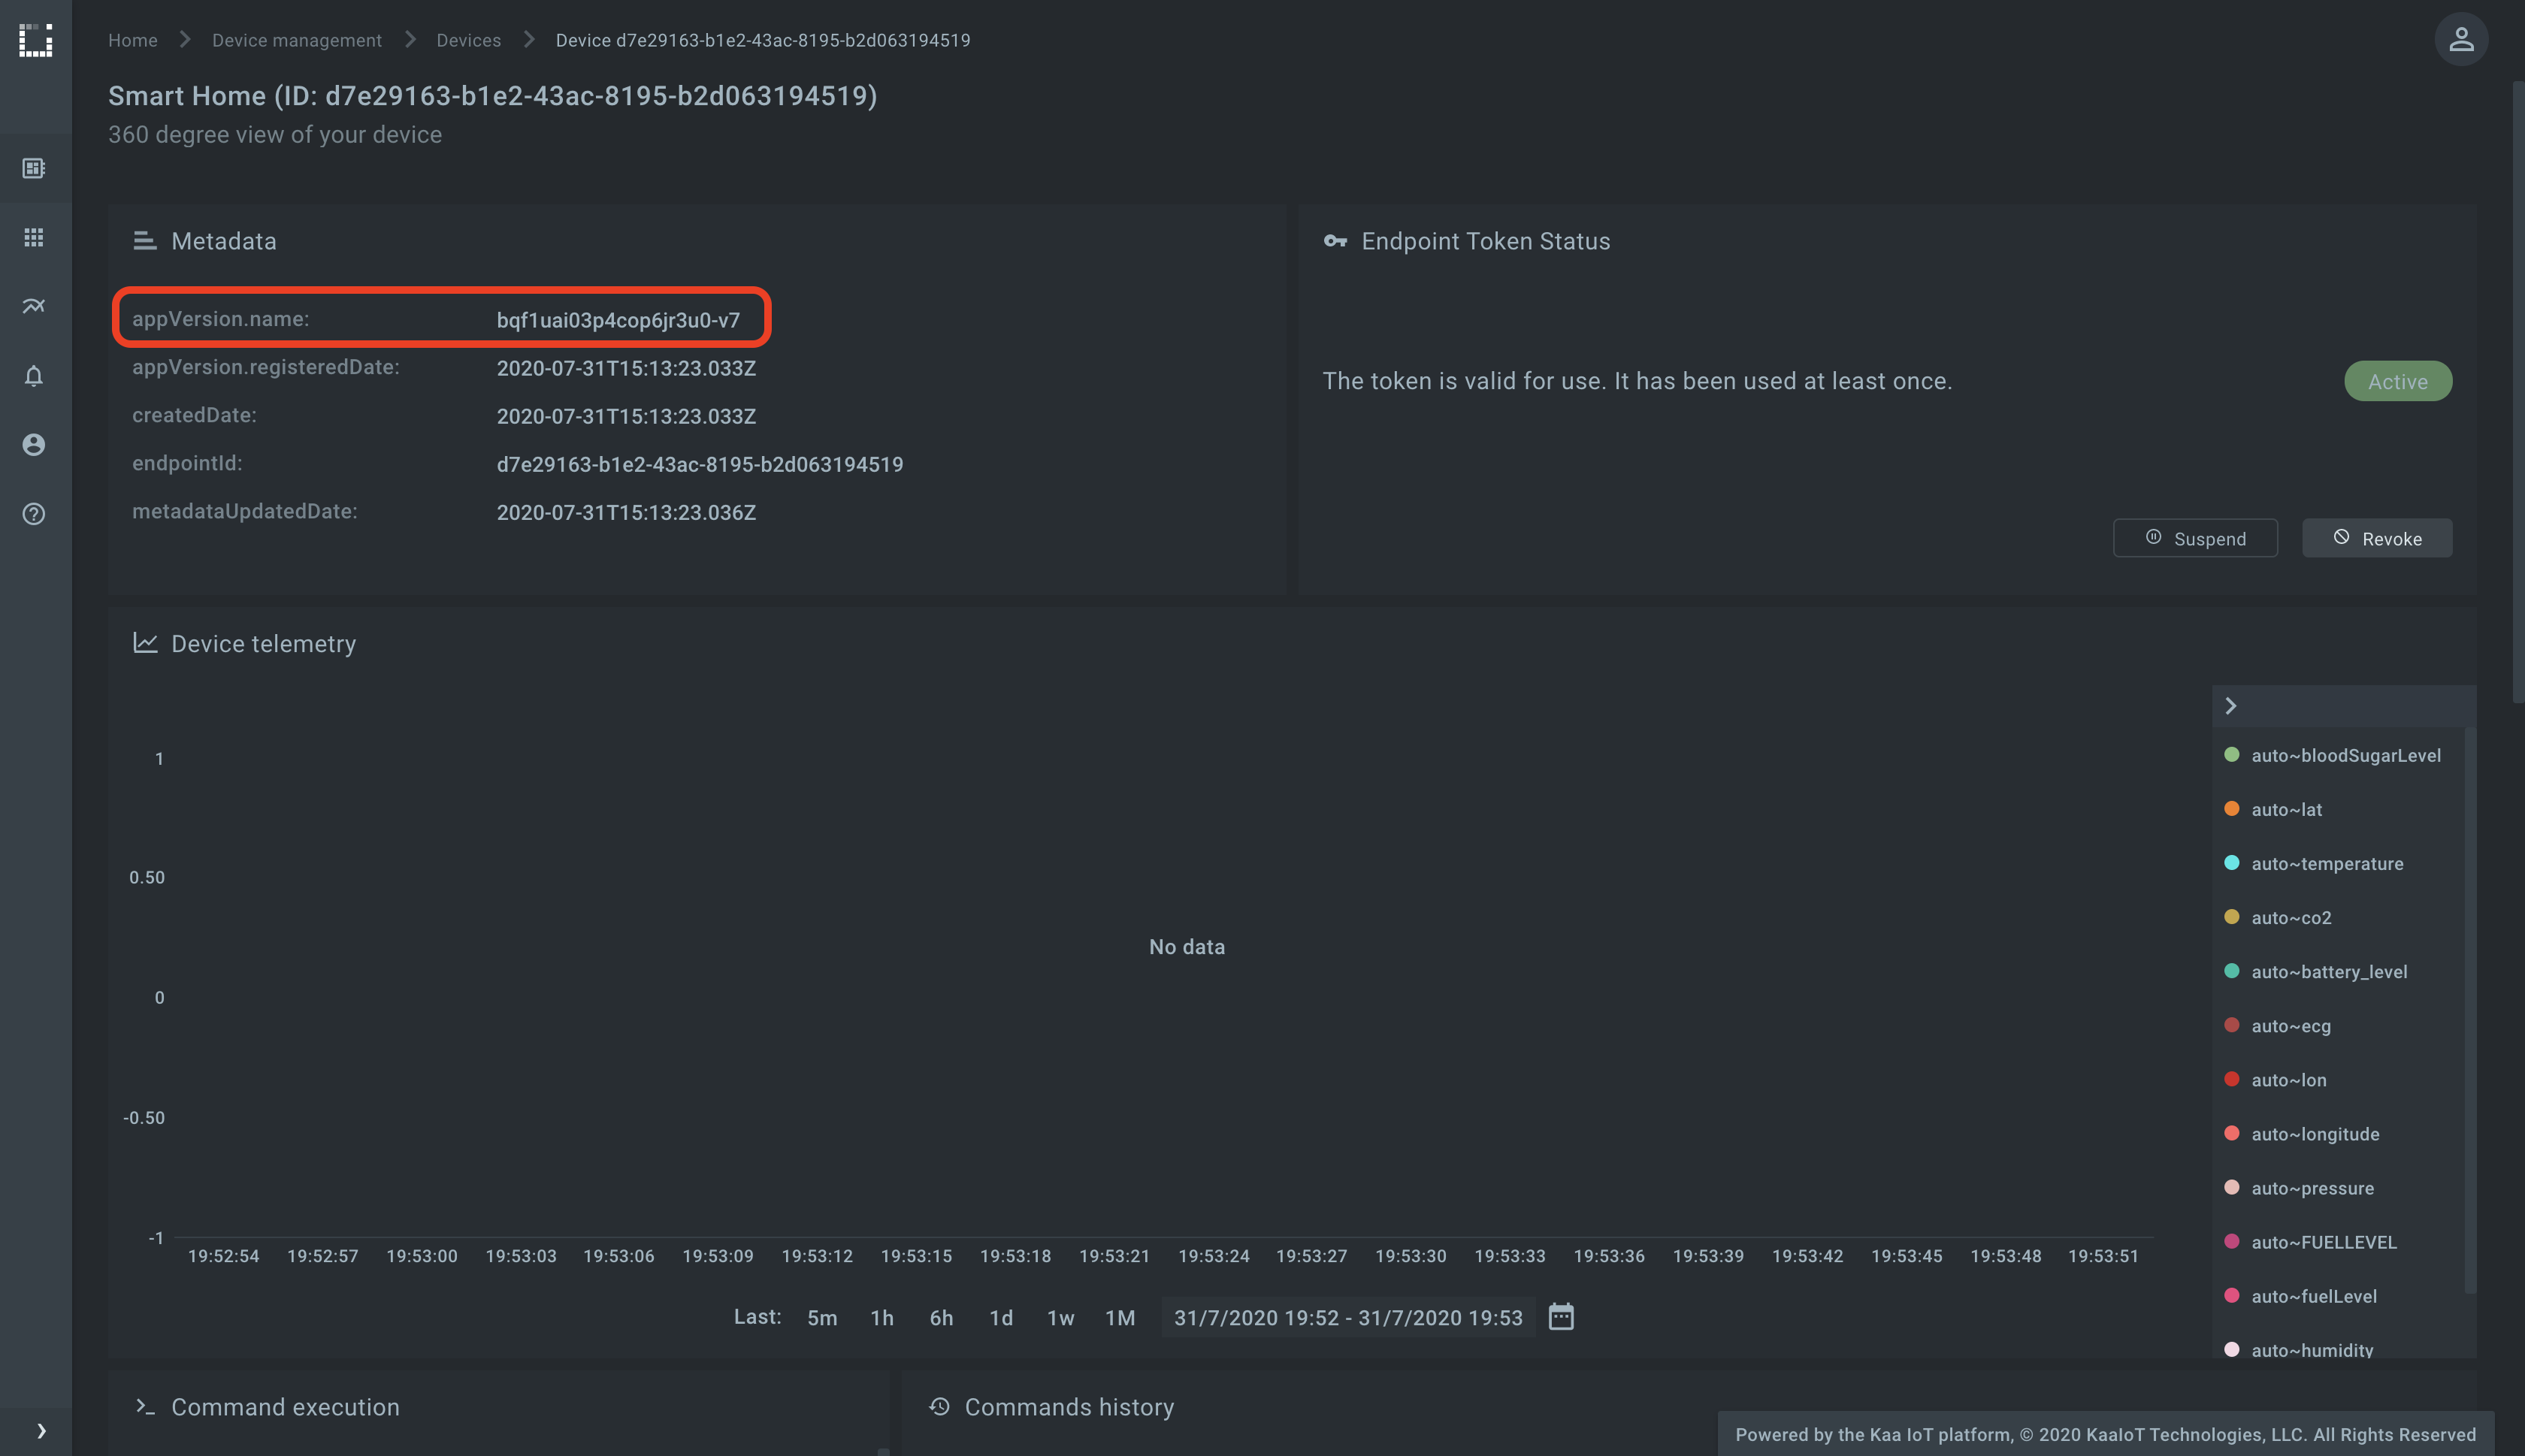 Home Device management Devices Device d7e29163-b1e2-43ac-8195-b2d063194519
Smart Home (ID: d7e29163-b1e2-43ac-8195-b2d063194519)
360 degree view of your device
Metadata
appVersion.name: bqf1uai03p4cop6jr3u0-v7
appVersion.registeredDate: 2020-07-31T15:13:23.033Z
createdDate: 2020-07-31T15:13:23.033Z
endpointId: d7e29163-b1e2-43ac-8195-b2d063194519
metadataUpdatedDate: 2020-07-31T15:13:23.036Z
Endpoint Token Status
The token is valid for use. It has been used at least once.
Active
Suspend
Revoke
Device telemetry
1
0.50
0
-0.50
-1
No data
19:52:54 19:52:57 19:53:00 19:53:03 19:53:06 19:53:09 19:53:12 19:53:15 19:53:18 19:53:21 19:53:24 19:53:27 19:53:30 19:53:33 19:53:36 19:53:39 19:53:42 19:53:45 19:53:48 19:53:51
auto~bloodSugarLevel
auto~lat
auto~temperature
auto~co2
auto~battery_level
auto~ecg
auto~lon
auto~longitude
auto~pressure
auto~FUELLEVEL
auto~fuelLevel
auto~humidity
Last: 5m 1h 6h 1d 1w 1M 31/7/2020 19:52 - 31/7/2020 19:53
Command execution
Commands history
Powered by the Kaa IoT platform, © 2020 KaaIoT Technologies, LLC. All Rights Reserved